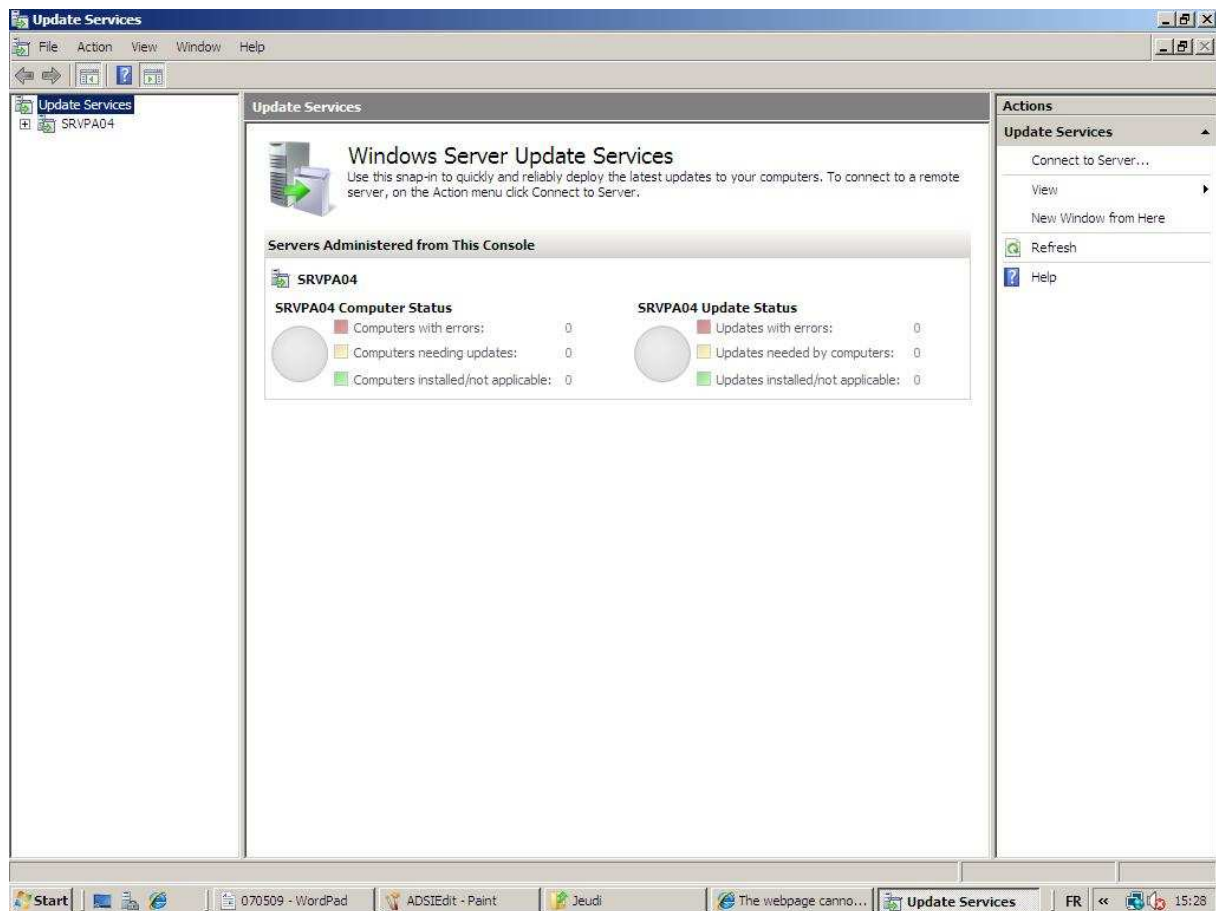 Update Services
File Action View Window Help
Update Services
SRVPA04
Update Services
Windows Server Update Services
Use this snap-in to quickly and reliably deploy the latest updates to your computers. To connect to a remote
server, on the Action menu click Connect to Server.
Servers Administered from This Console
SRVPA04
SRVPA04 Computer Status
Computers with errors: 0
Computers needing updates: 0
Computers installed/not applicable: 0
SRVPA04 Update Status
Updates with errors: 0
Updates needed by computers: 0
Updates installed/not applicable: 0
Actions
Update Services
Connect to Server...
View
New Window from Here
Refresh
Help
Start 070509 - WordPad ADSIEdit - Paint Jeudi The webpage canno... Update Services FR « 15:28